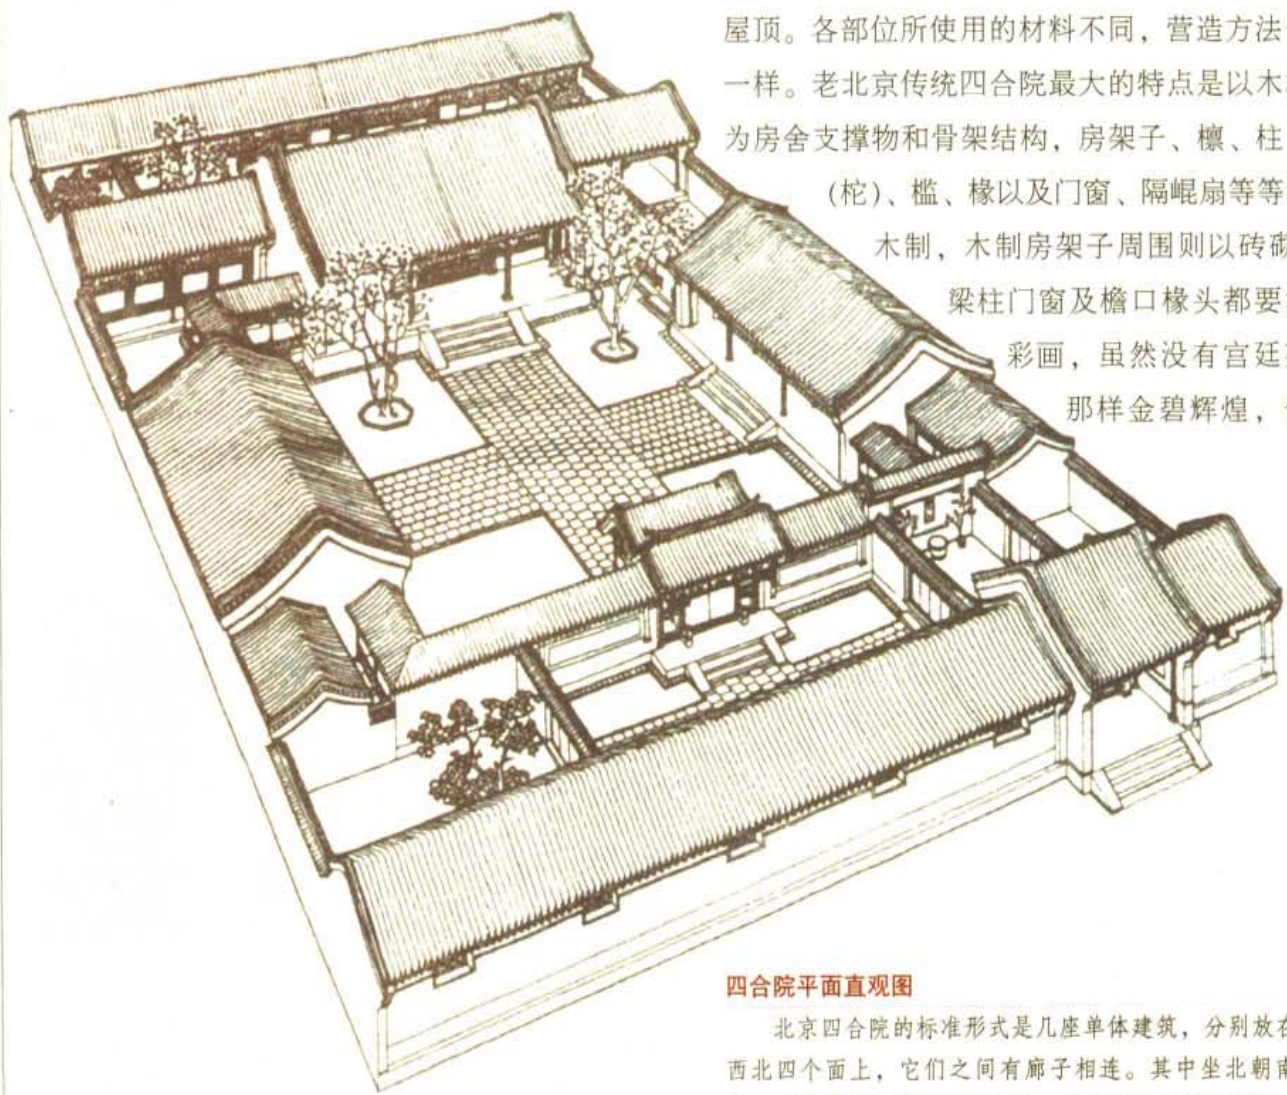 屋顶。各部位所使用的材料不同，营造方法
一样。老北京传统四合院最大的特点是以木
为房舍支撑物和骨架结构，房架子、檩、柱
(柁)、槛、椽以及门窗、隔崐扇等等
木制，木制房架子周围则以砖砌
梁柱门窗及檐口椽头都要
彩画，虽然没有宫廷
那样金碧辉煌，
四合院平面直观图
北京四合院的标准形式是几座单体建筑，分别放在
西北四个面上，它们之间有廊子相连。其中坐北朝南